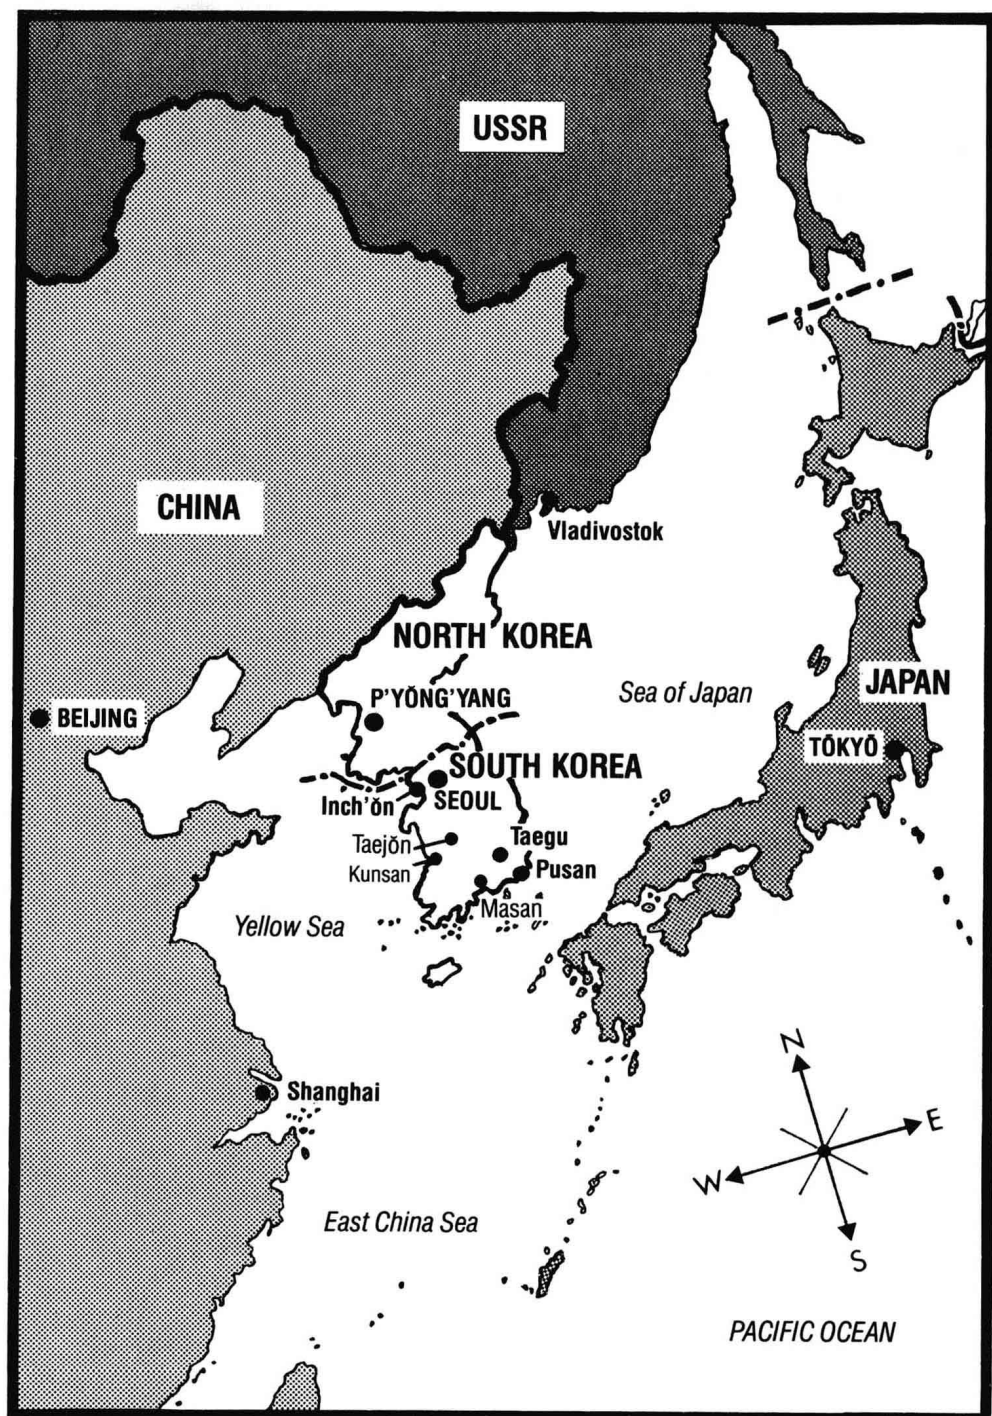 USSR
CHINA
Vladivostok
NORTH KOREA
P'YŎNG'YANG
Sea of Japan
JAPAN
BEIJING
TŌKYŌ
SOUTH KOREA
Inch'ŏn
SEOUL
Taejŏn
Taegu
Kunsan
Pusan
Masan
Yellow Sea
N
Shanghai
E
W
East China Sea
S
PACIFIC OCEAN